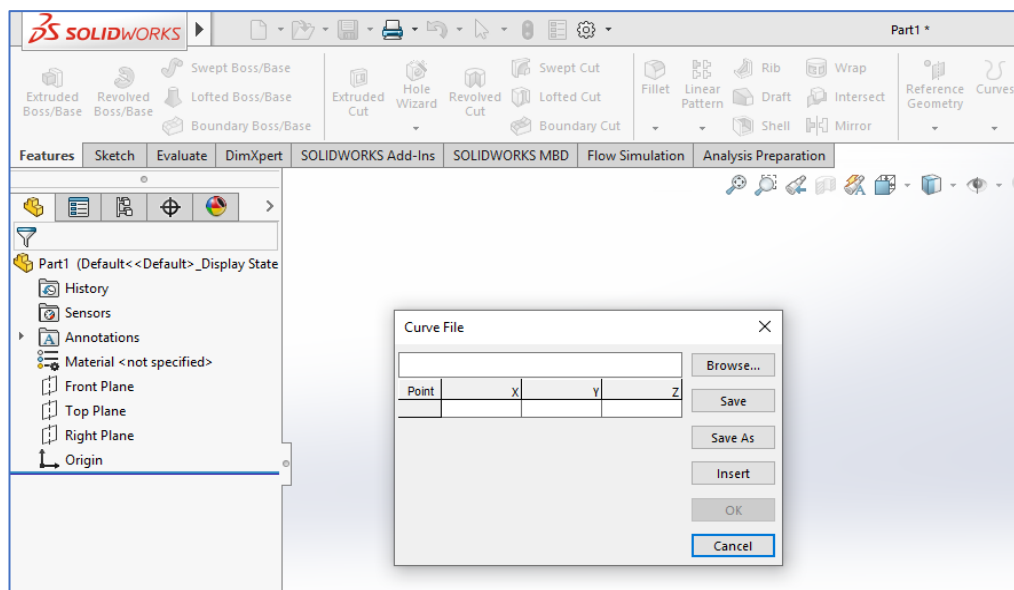 SOLIDWORKS
Part1 *
Extruded Boss/Base
Revolved Boss/Base
Swept Boss/Base
Lofted Boss/Base
Boundary Boss/Base
Extruded Cut
Hole Wizard
Revolved Cut
Swept Cut
Lofted Cut
Boundary Cut
Fillet
Linear Pattern
Rib
Draft
Shell
Wrap
Intersect
Mirror
Reference Geometry
Curves
Features Sketch Evaluate DimXpert SOLIDWORKS Add-Ins SOLIDWORKS MBD Flow Simulation Analysis Preparation
Part1 (Default<<Default>_Display State
History
Sensors
Annotations
Material <not specified>
Front Plane
Top Plane
Right Plane
Origin
Curve File
Browse...
Point X Y Z
Save
Save As
Insert
OK
Cancel